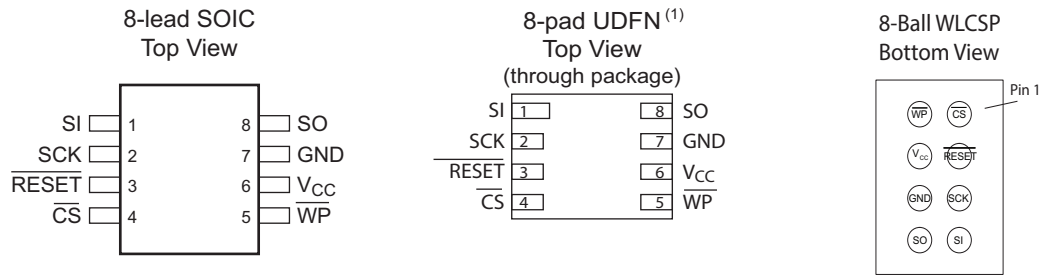 8-lead SOIC
Top View
SI 1 8 SO
SCK 2 7 GND
RESET 3 6 VCC
CS 4 5 WP
8-pad UDFN (1)
Top View
(through package)
SI 1 8 SO
SCK 2 7 GND
RESET 3 6 VCC
CS 4 5 WP
8-Ball WLCSP
Bottom View
Pin 1
WP CS
VCC RESET
GND SCK
SO SI